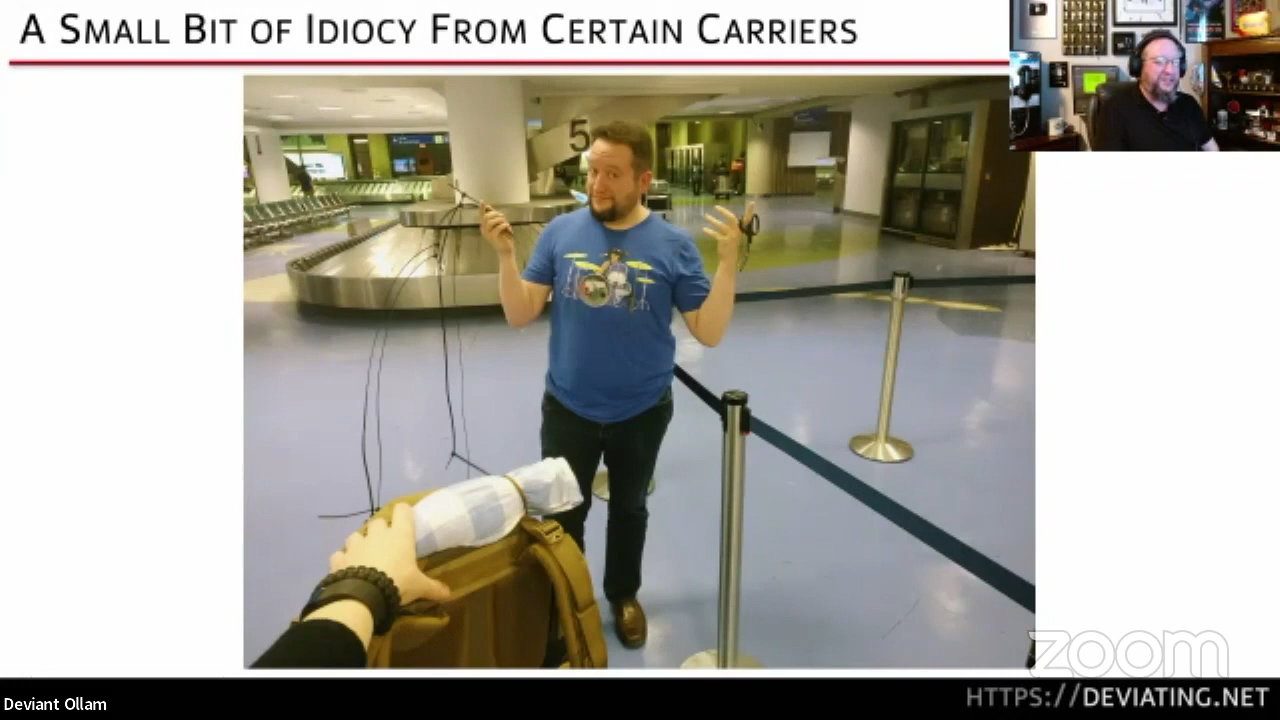 A SMALL BIT OF IDIOCY FROM CERTAIN CARRIERS
5
zoom
Deviant Ollam
HTTPS://DEVIATING.NET